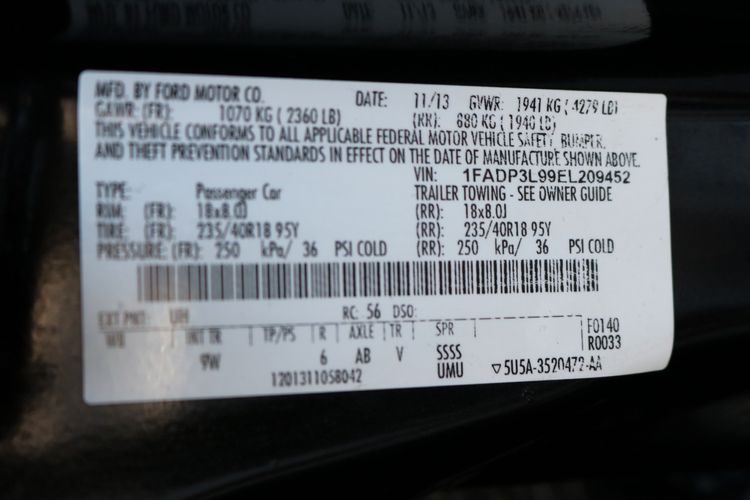 MFD. BY FORD MOTOR CO. DATE: 11/13 GVWR: 1941 KG ( 4279 LB)
GAWR: (FR): 1070 KG ( 2360 LB) (RR): 880 KG ( 1940 LB)
THIS VEHICLE CONFORMS TO ALL APPLICABLE FEDERAL MOTOR VEHICLE SAFETY, BUMPER,
AND THEFT PREVENTION STANDARDS IN EFFECT ON THE DATE OF MANUFACTURE SHOWN ABOVE.
VIN: 1FADP3L99EL209452
TYPE: Passenger Car TRAILER TOWING - SEE OWNER GUIDE
RIM: (FR): 18x8.0J (RR): 18x8.0J
TIRE: (FR): 235/40R18 95Y (RR): 235/40R18 95Y
PRESSURE: (FR): 250 kPa/ 36 PSI COLD (RR): 250 kPa/ 36 PSI COLD
EXT PNT: UH RC: 56 DSO:
WB INT TR TP/PS R AXLE TR SPR F0140
9W 6 AB V SSSS R0033
1201311058042 UMU ▽5U5A-3520472-AA